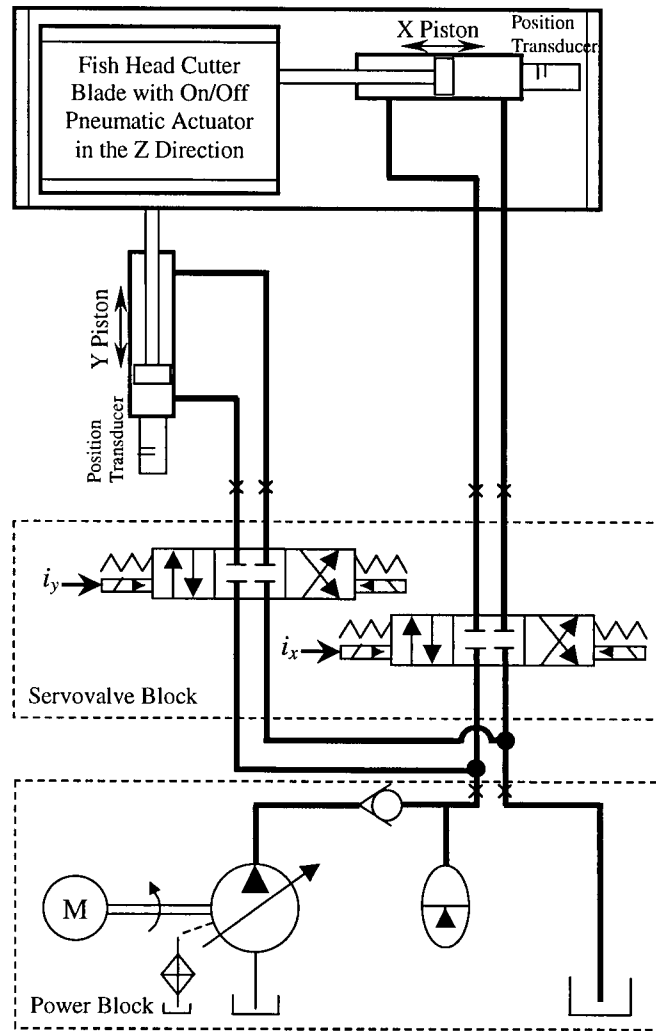 X Piston
Position
Transducer
Fish Head Cutter
Blade with On/Off
Pneumatic Actuator
in the Z Direction
Y Piston
Position
Transducer
i_y
i_x
Servovalve Block
M
Power Block